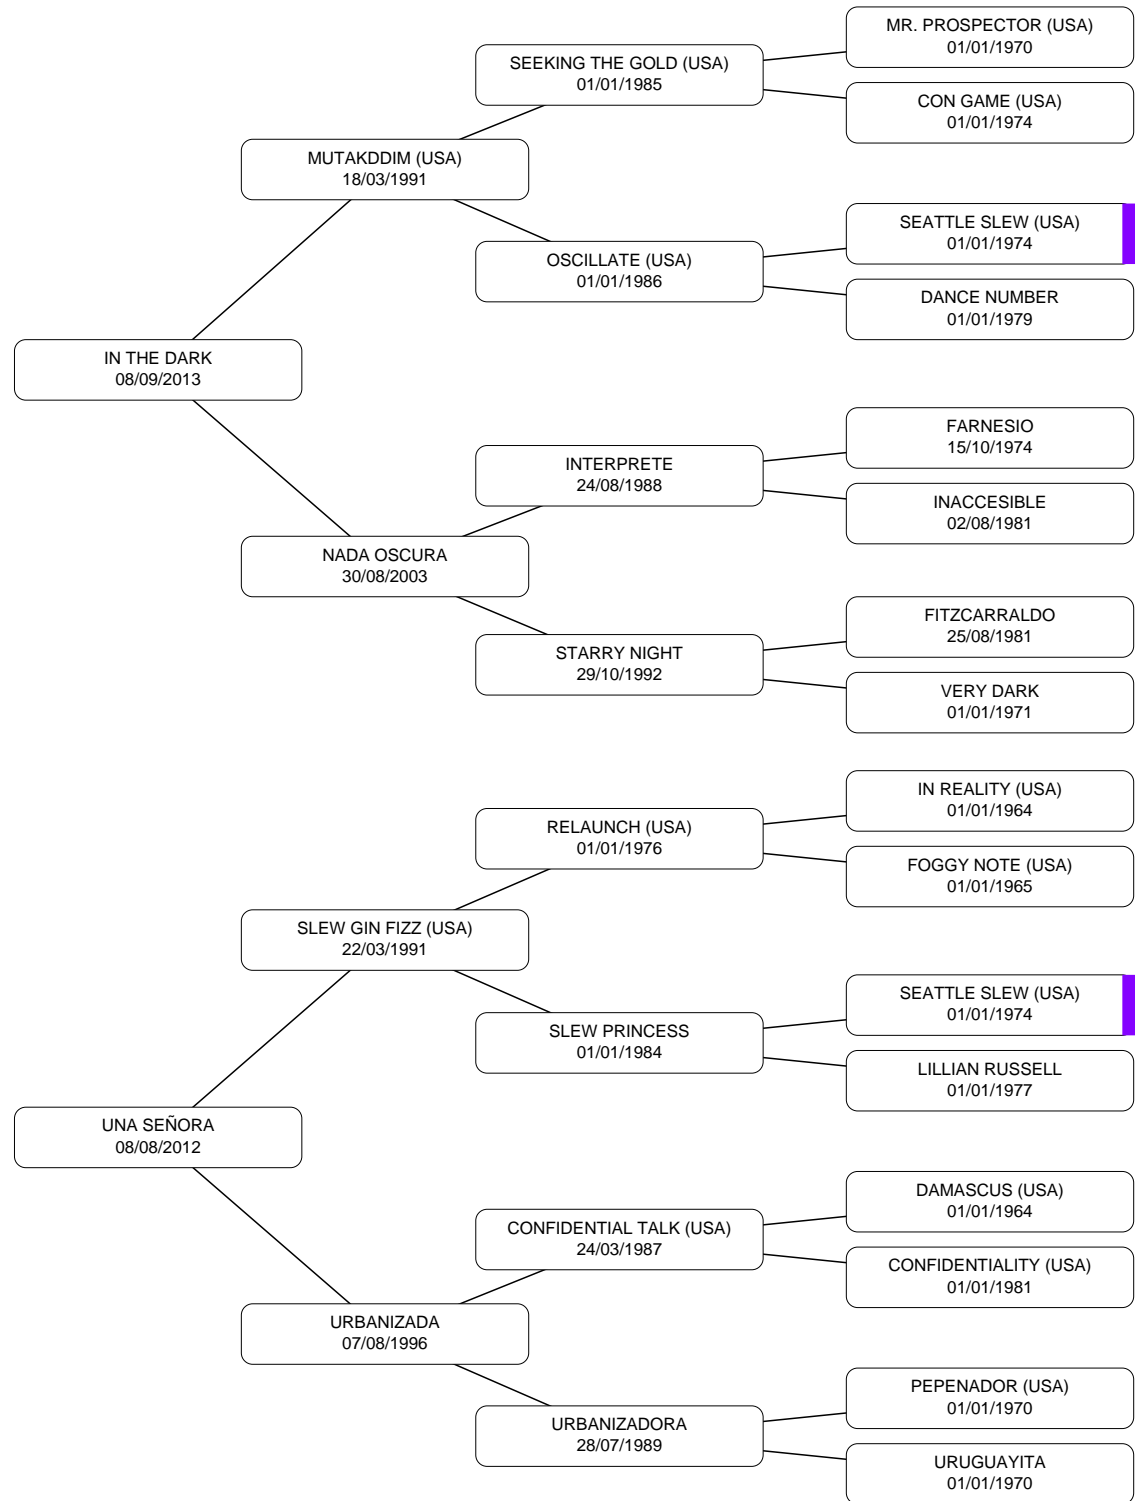 MR. PROSPECTOR (USA)
01/01/1970
SEEKING THE GOLD (USA)
01/01/1985
CON GAME (USA)
01/01/1974
MUTAKDDIM (USA)
18/03/1991
SEATTLE SLEW (USA)
01/01/1974
OSCILLATE (USA)
01/01/1986
DANCE NUMBER
01/01/1979
IN THE DARK
08/09/2013
FARNESIO
15/10/1974
INTERPRETE
24/08/1988
INACCESIBLE
02/08/1981
NADA OSCURA
30/08/2003
FITZCARRALDO
25/08/1981
STARRY NIGHT
29/10/1992
VERY DARK
01/01/1971
IN REALITY (USA)
01/01/1964
RELAUNCH (USA)
01/01/1976
FOGGY NOTE (USA)
01/01/1965
SLEW GIN FIZZ (USA)
22/03/1991
SEATTLE SLEW (USA)
01/01/1974
SLEW PRINCESS
01/01/1984
LILLIAN RUSSELL
01/01/1977
UNA SEÑORA
08/08/2012
DAMASCUS (USA)
01/01/1964
CONFIDENTIAL TALK (USA)
24/03/1987
CONFIDENTIALITY (USA)
01/01/1981
URBANIZADA
07/08/1996
PEPENADOR (USA)
01/01/1970
URBANIZADORA
28/07/1989
URUGUAYITA
01/01/1970